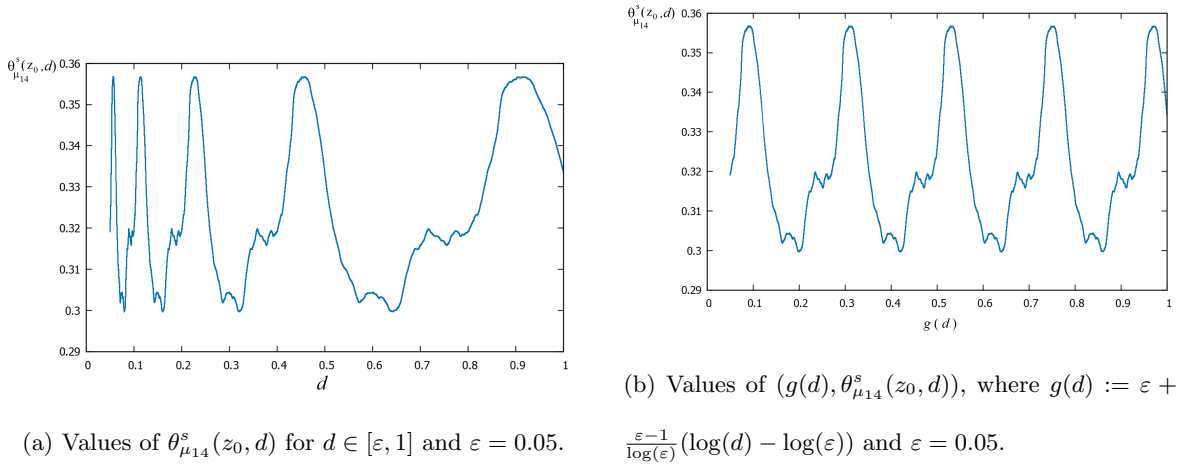 θ^s_{μ_14}(z_0,d)
0.36
0.35
0.34
0.33
0.32
0.31
0.3
0.29
0 0.1 0.2 0.3 0.4 0.5 0.6 0.7 0.8 0.9 1
d
(a) Values of θ^s_{μ_14}(z_0, d) for d ∈ [ε, 1] and ε = 0.05.
θ^s_{μ_14}(z_0,d)
0.36
0.35
0.34
0.33
0.32
0.31
0.3
0.29
0 0.1 0.2 0.3 0.4 0.5 0.6 0.7 0.8 0.9 1
g(d)
(b) Values of (g(d), θ^s_{μ_14}(z_0, d)), where g(d) := ε +
\frac{ε−1}{log(ε)}(log(d) − log(ε)) and ε = 0.05.